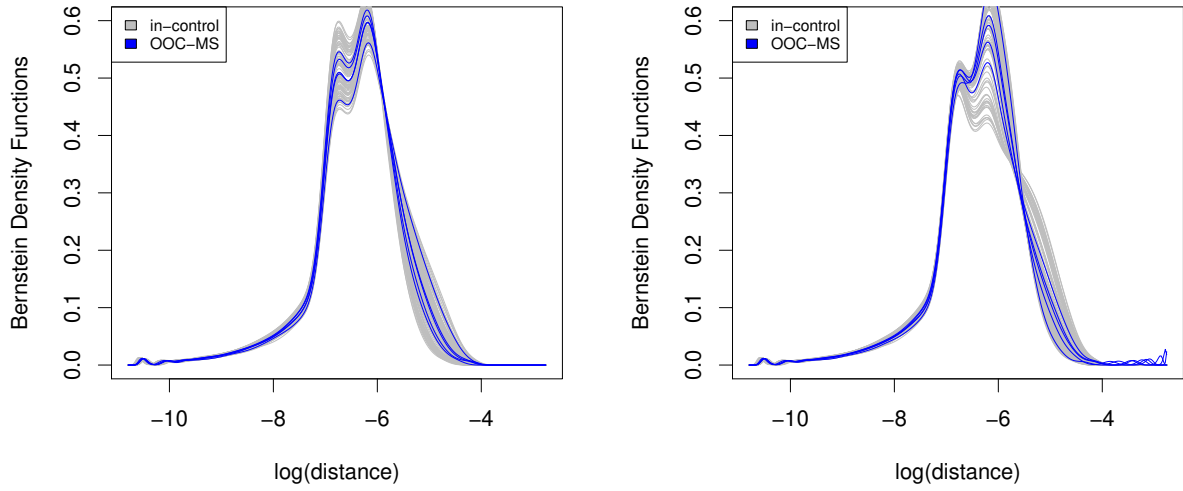 in−control
OOC−MS
Bernstein Density Functions
0.6
0.5
0.4
0.3
0.2
0.1
0.0
−10 −8 −6 −4
log(distance)
in−control
OOC−MS
Bernstein Density Functions
0.6
0.5
0.4
0.3
0.2
0.1
0.0
−10 −8 −6 −4
log(distance)